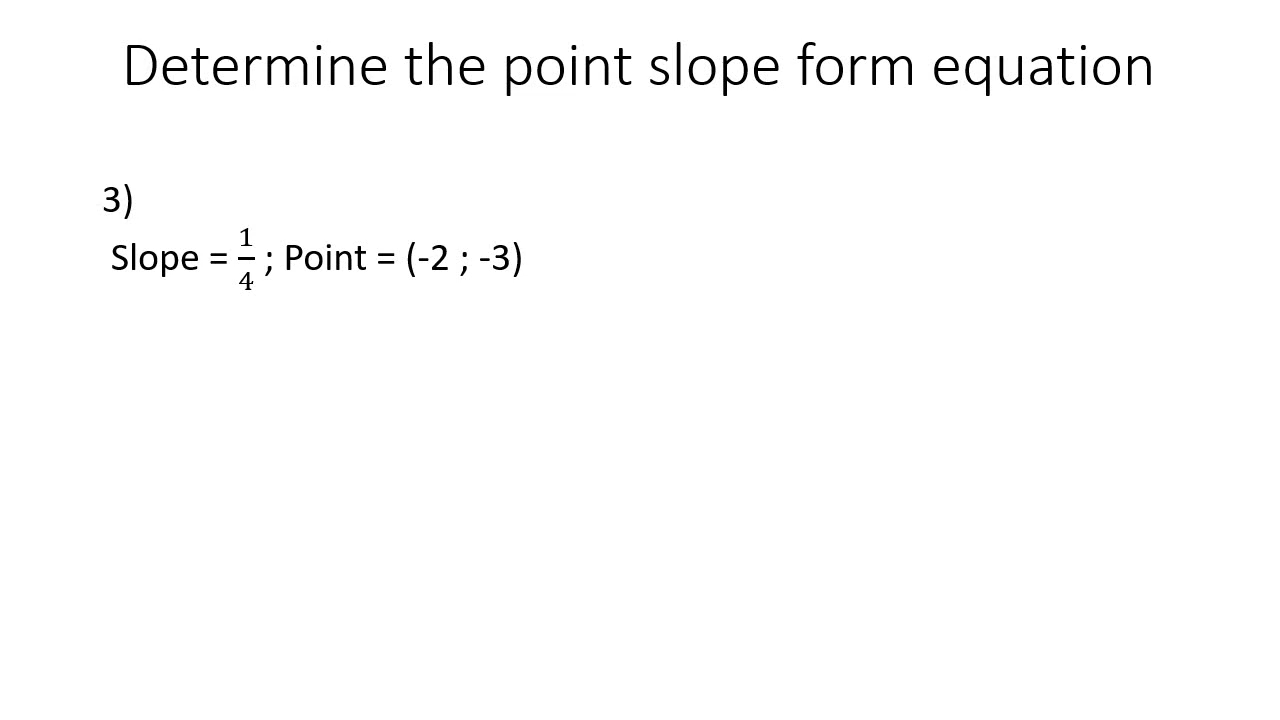 Determine the point slope form equation
3)
Slope = 1/4 ; Point = (-2 ; -3)